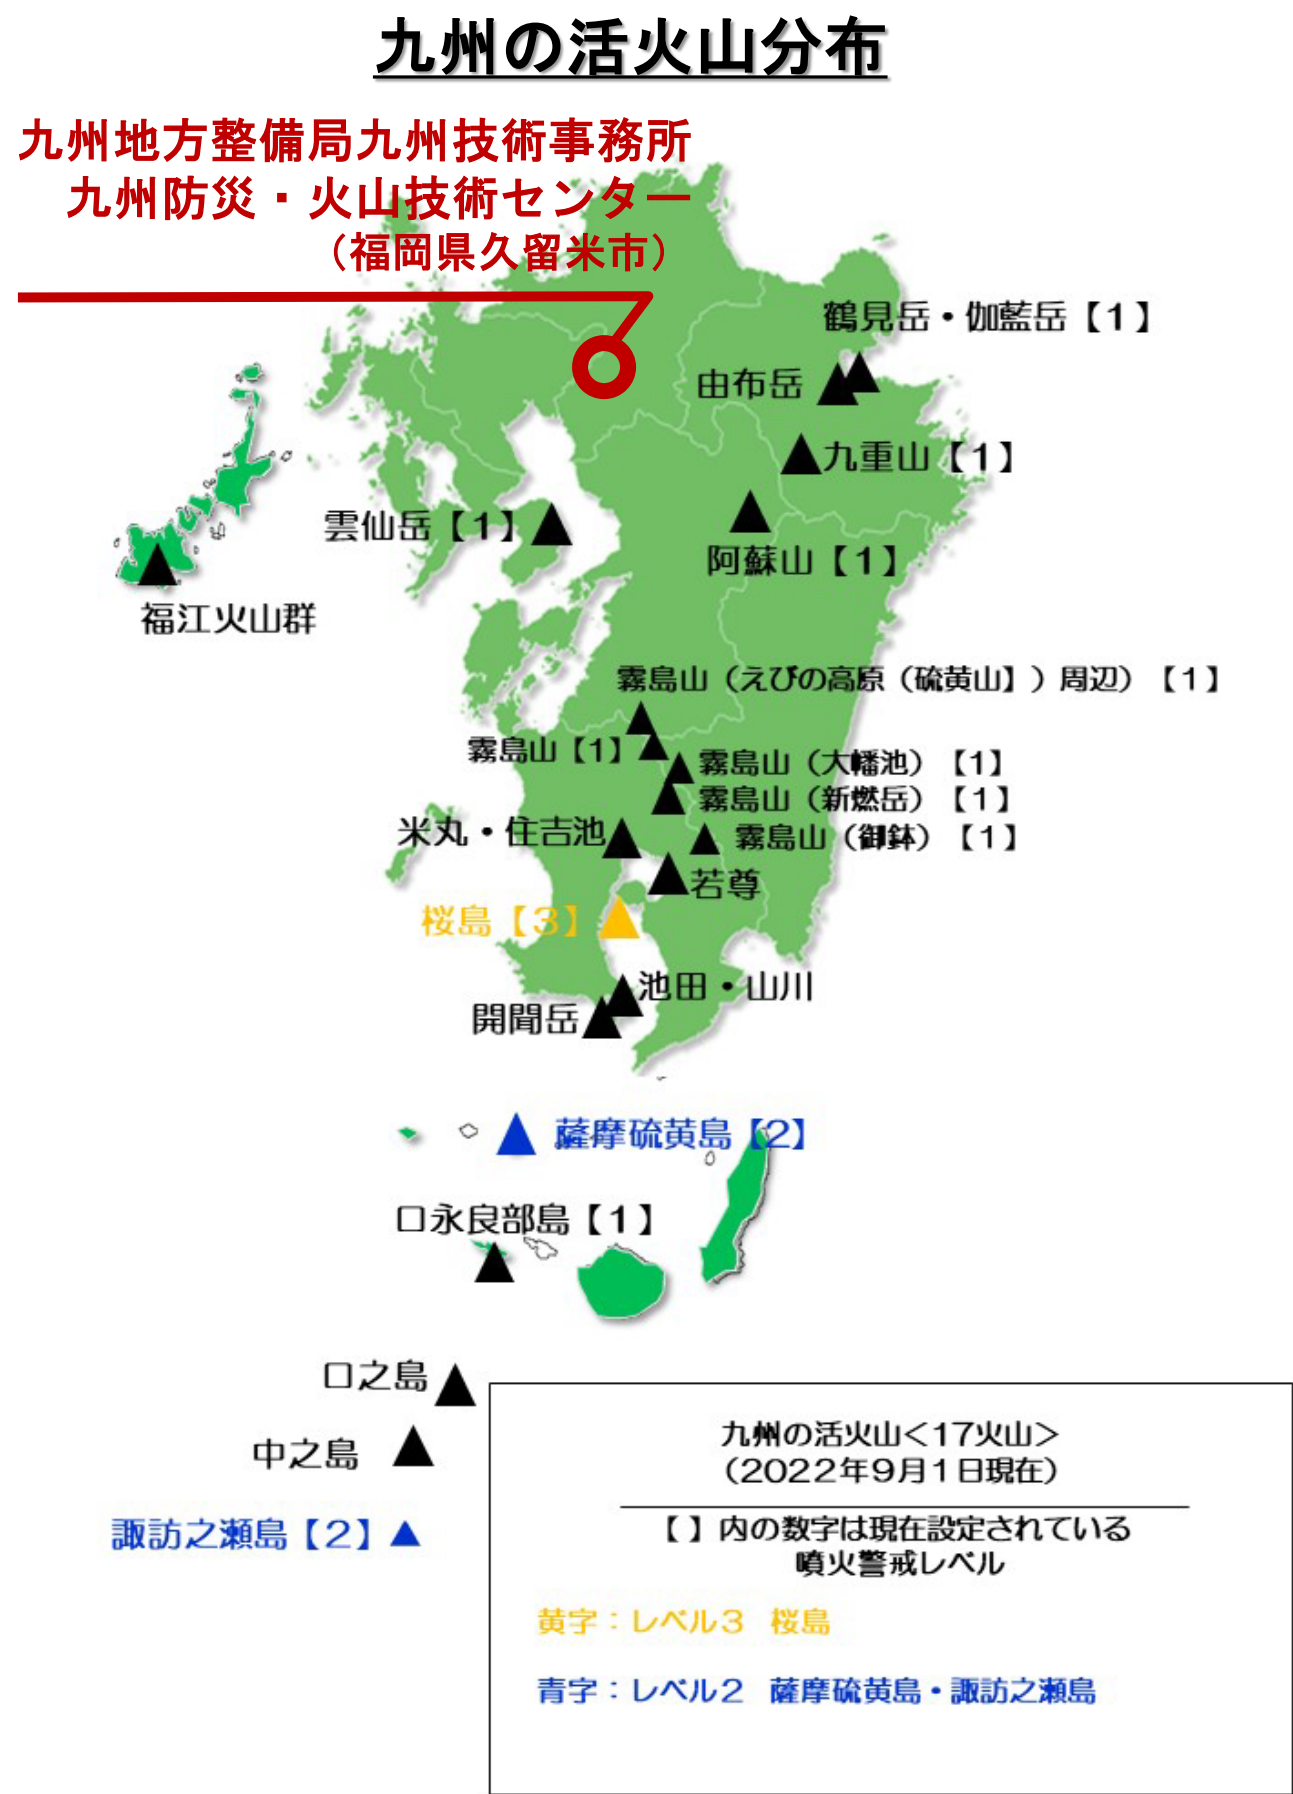 九州の活火山分布
九州地方整備局九州技術事務所
九州防災・火山技術センター
（福岡県久留米市）
鶴見岳・伽藍岳【1】
由布岳
九重山【1】
雲仙岳【1】
阿蘇山【1】
福江火山群
霧島山（えびの高原（硫黄山】）周辺）【1】
霧島山【1】
霧島山（大幡池）【1】
霧島山（新燃岳）【1】
米丸・住吉池
霧島山（御鉢）【1】
若尊
桜島【3】
池田・山川
開聞岳
薩摩硫黄島【2】
口永良部島【1】
口之島
中之島
諏訪之瀬島【2】
九州の活火山＜17火山＞
（2022年9月1日現在）
【 】内の数字は現在設定されている
噴火警戒レベル
黄字：レベル3 桜島
青字：レベル2 薩摩硫黄島・諏訪之瀬島